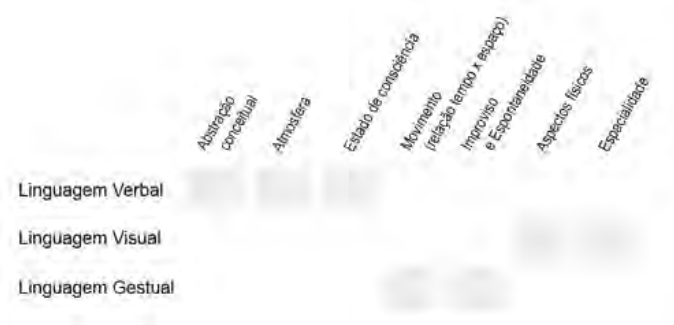 Abstração
conceitual
Atmosfera
Estado de consciência
Movimento
(relação tempo x espaço)
Improviso
e Espontaneidade
Aspectos físicos
Espacialidade
Linguagem Verbal
Linguagem Visual
Linguagem Gestual